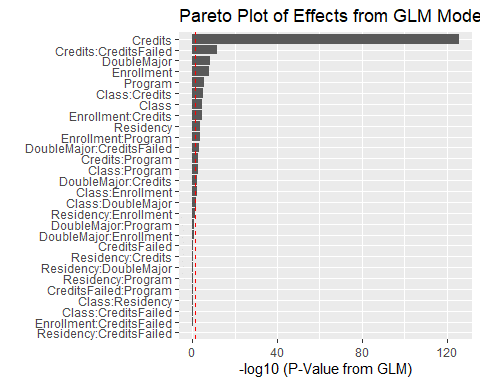 Pareto Plot of Effects from GLM Mode
Credits
Credits:CreditsFailed
DoubleMajor
Enrollment
Program
Class:Credits
Class
Enrollment:Credits
Residency
Enrollment:Program
DoubleMajor:CreditsFailed
Credits:Program
Class:Program
DoubleMajor:Credits
Class:Enrollment
Class:DoubleMajor
Residency:Enrollment
DoubleMajor:Program
DoubleMajor:Enrollment
CreditsFailed
Residency:Credits
Residency:DoubleMajor
Residency:Program
CreditsFailed:Program
Class:Residency
Class:CreditsFailed
Enrollment:CreditsFailed
Residency:CreditsFailed
0 40 80 120
-log10 (P-Value from GLM)